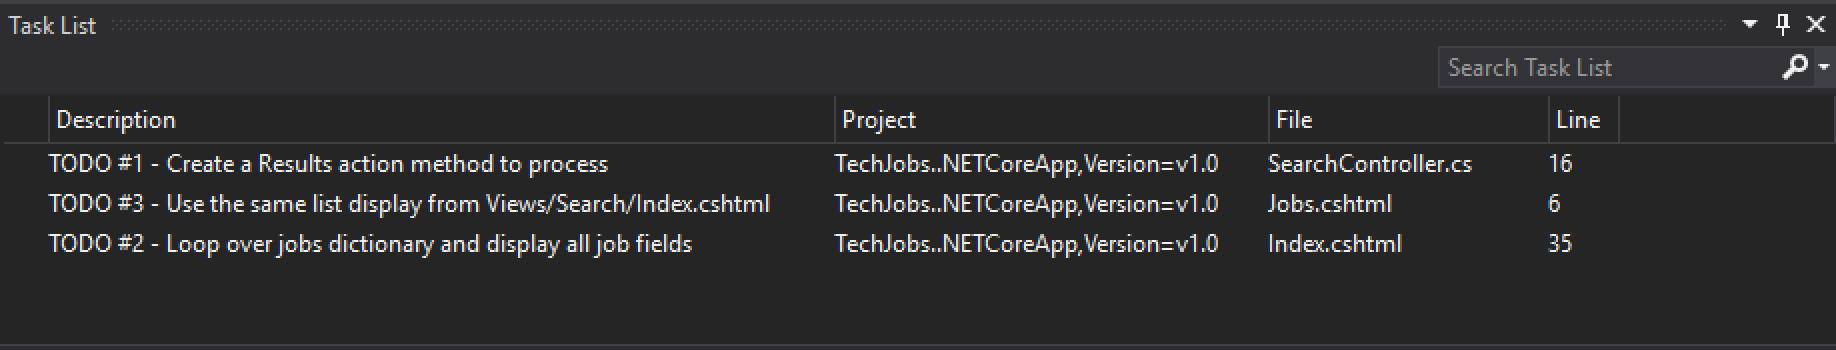 Task List
Search Task List
Description Project File Line
TODO #1 - Create a Results action method to process TechJobs..NETCoreApp,Version=v1.0 SearchController.cs 16
TODO #3 - Use the same list display from Views/Search/Index.cshtml TechJobs..NETCoreApp,Version=v1.0 Jobs.cshtml 6
TODO #2 - Loop over jobs dictionary and display all job fields TechJobs..NETCoreApp,Version=v1.0 Index.cshtml 35